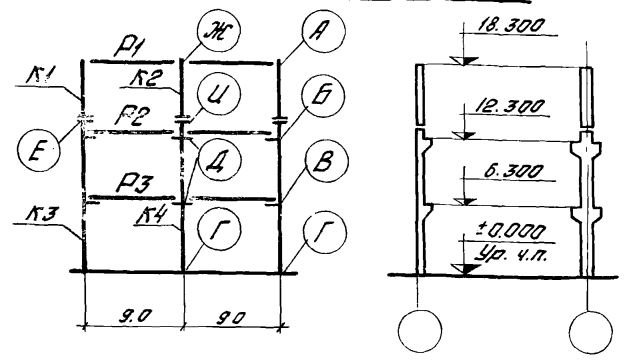 Ж
А
Р1
К1
К2
И
Б
Р2
Е
Д
В
Р3
К3
К4
Г
Г
9.0
9.0
18.300
12.300
6.300
±0.000
Ур. ч.п.